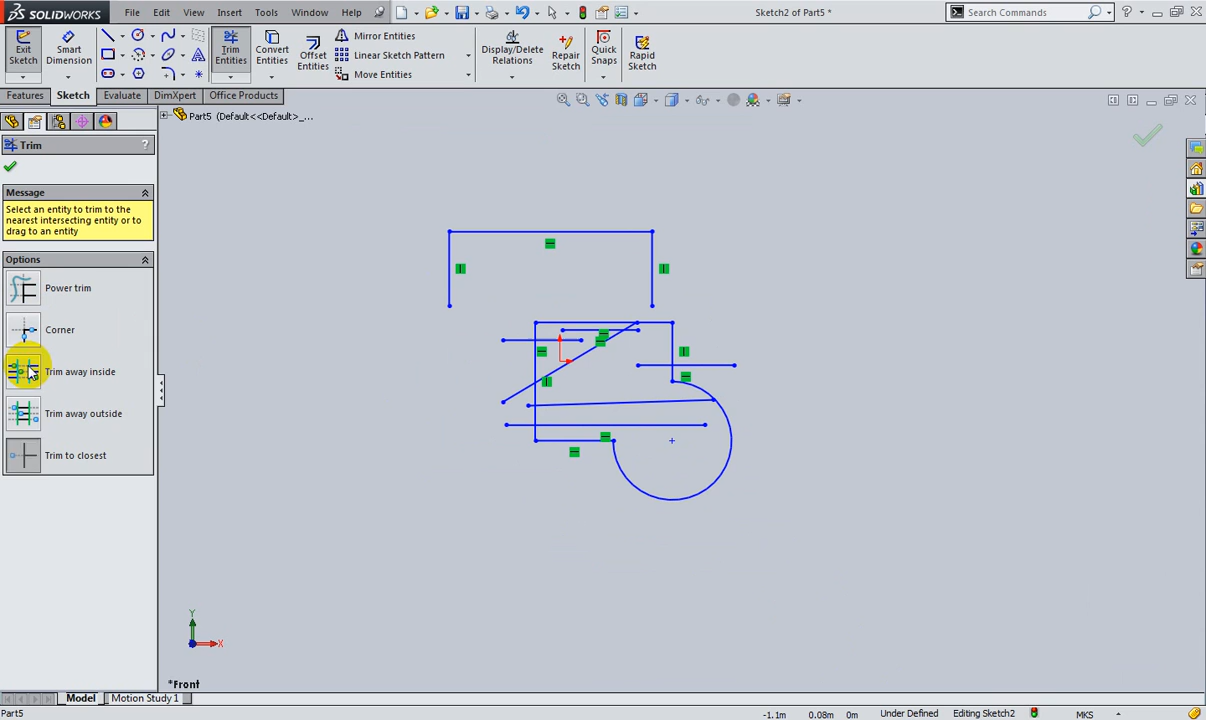 SOLIDWORKS File Edit View Insert Tools Window Help Sketch2 of Part5 * Search Commands
Exit Sketch
Smart Dimension
Trim Entities
Convert Entities
Offset Entities
Mirror Entities
Linear Sketch Pattern
Move Entities
Display/Delete Relations
Repair Sketch
Quick Snaps
Rapid Sketch
Features Sketch Evaluate DimXpert Office Products
Part5 (Default<<Default>_...
Trim ?
Message
Select an entity to trim to the
nearest intersecting entity or to
drag to an entity
Options
Power trim
Corner
Trim away inside
Trim away outside
Trim to closest
Y
X
*Front
Model Motion Study 1
Part5 -1.1m 0.08m 0m Under Defined Editing Sketch2 MKS